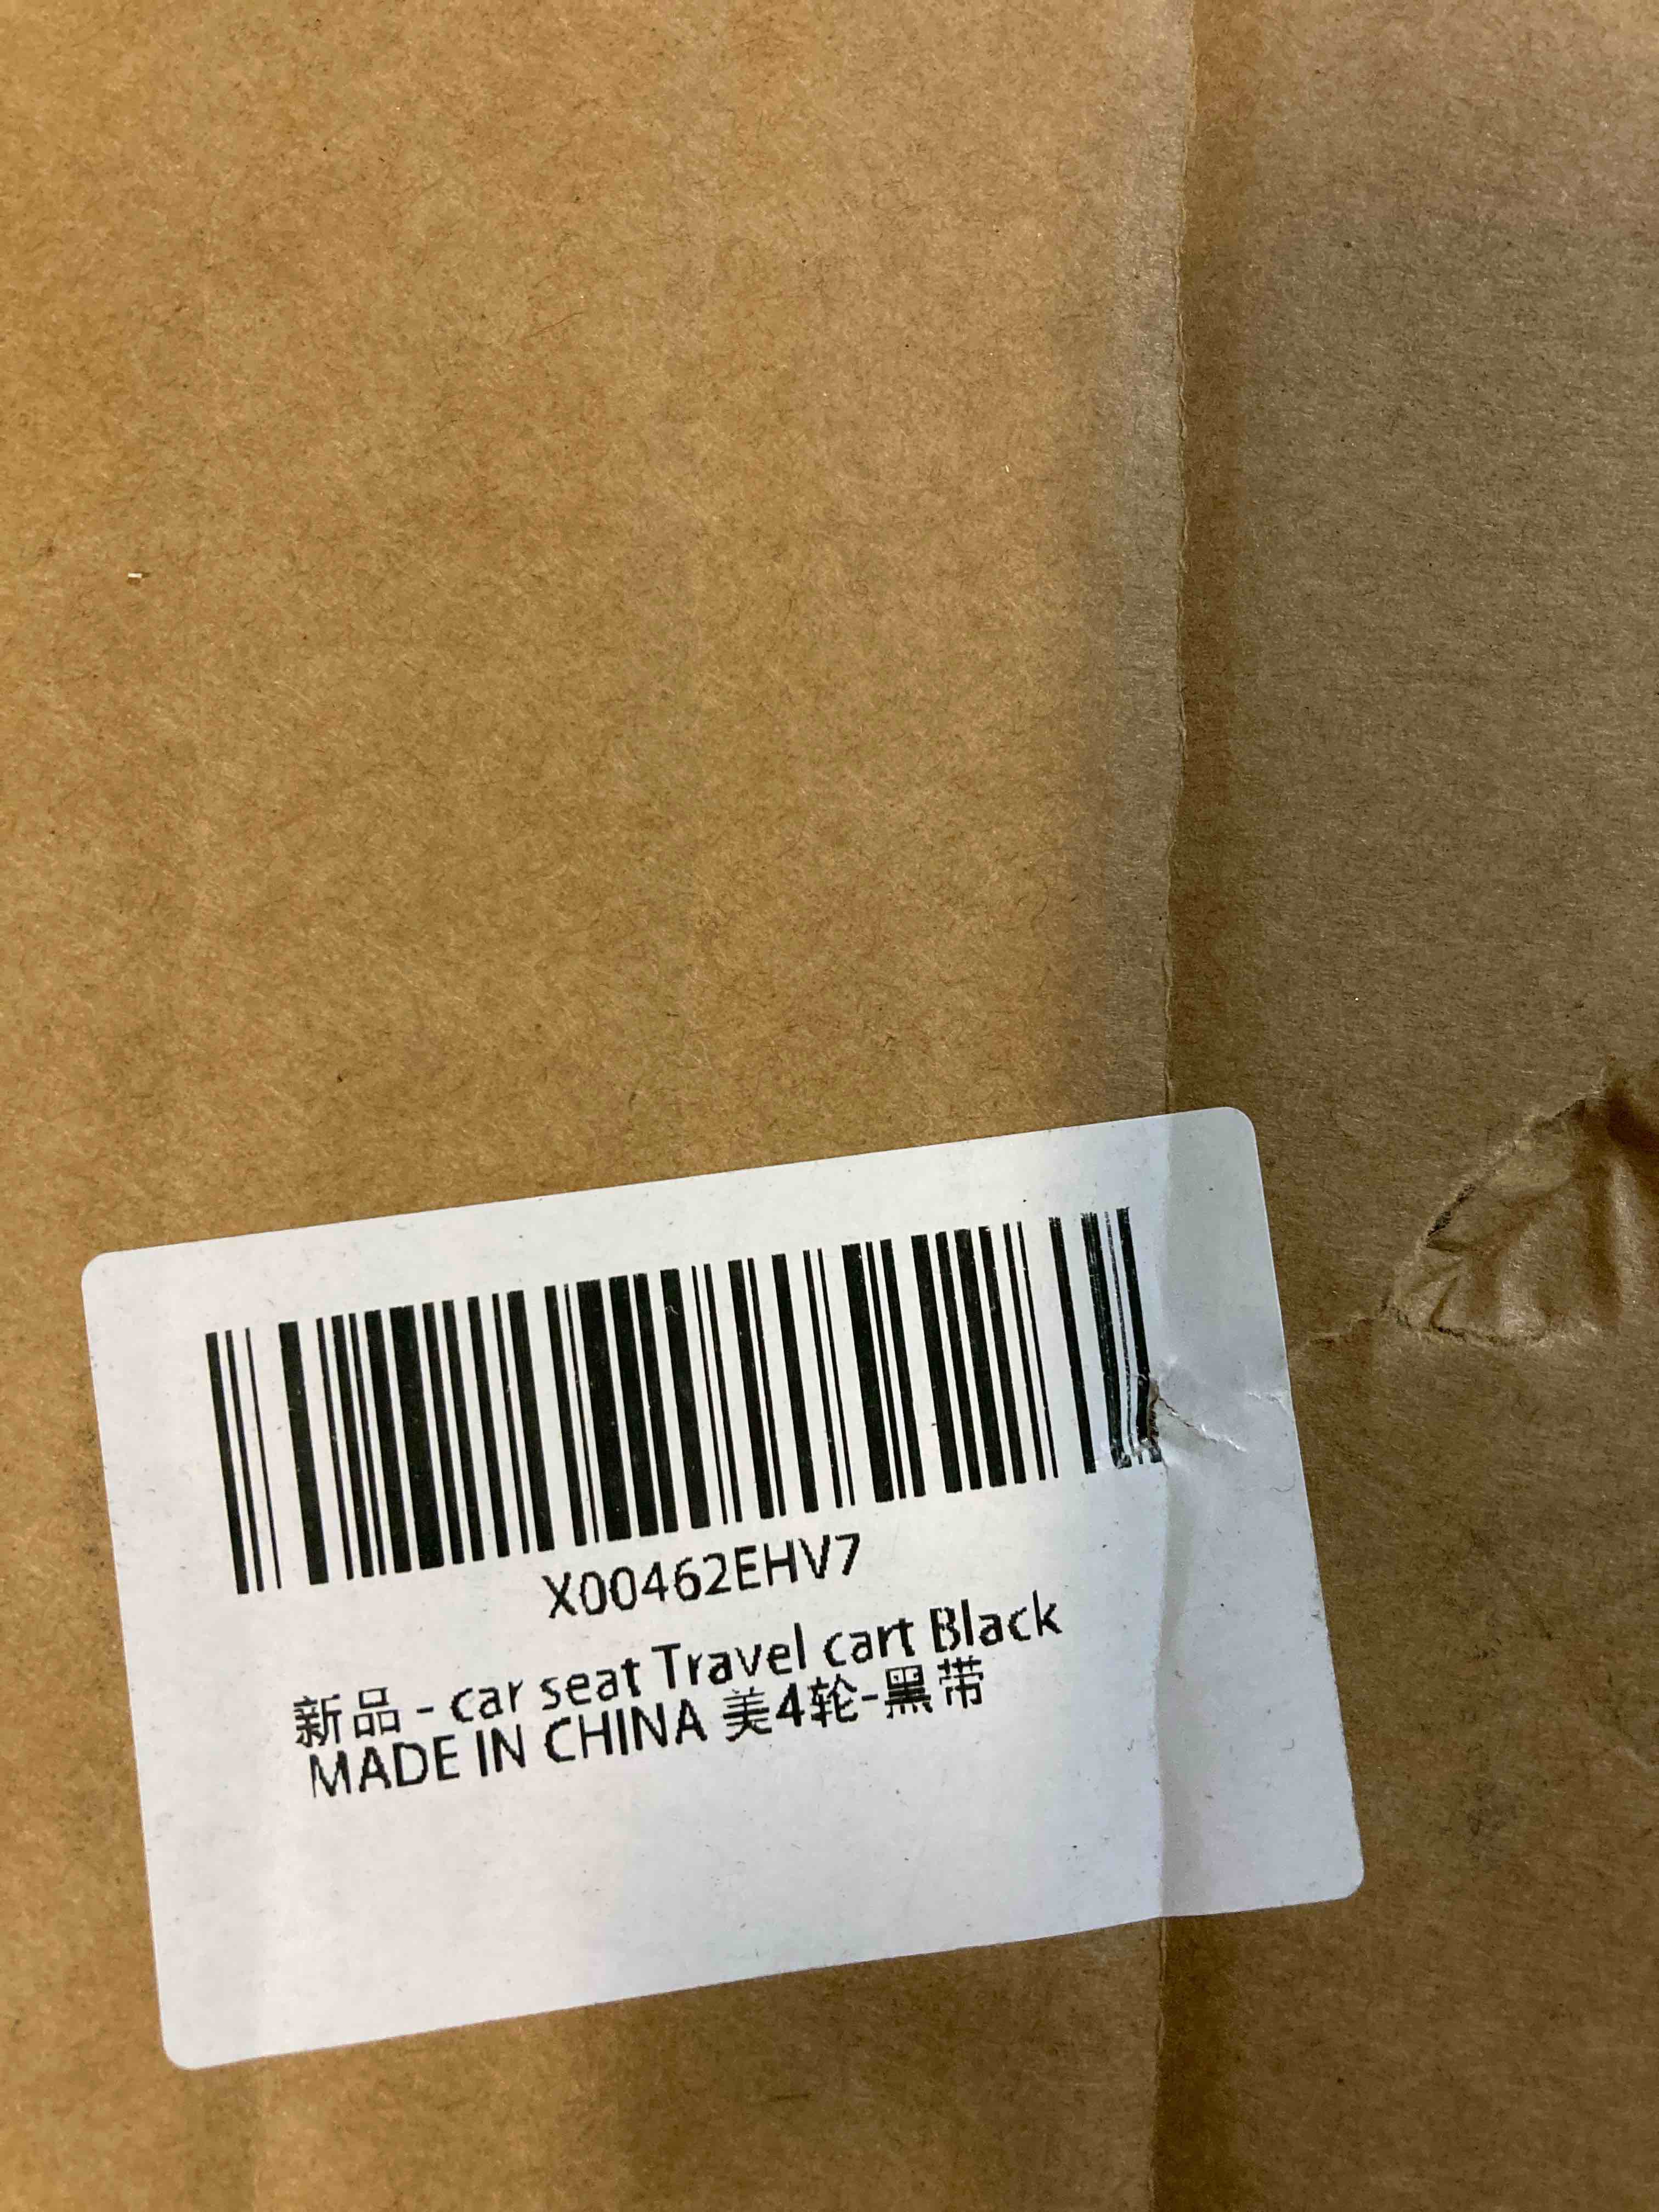 X00462EHV7
新品 - car seat Travel cart Black
MADE IN CHINA 美4轮-黑带